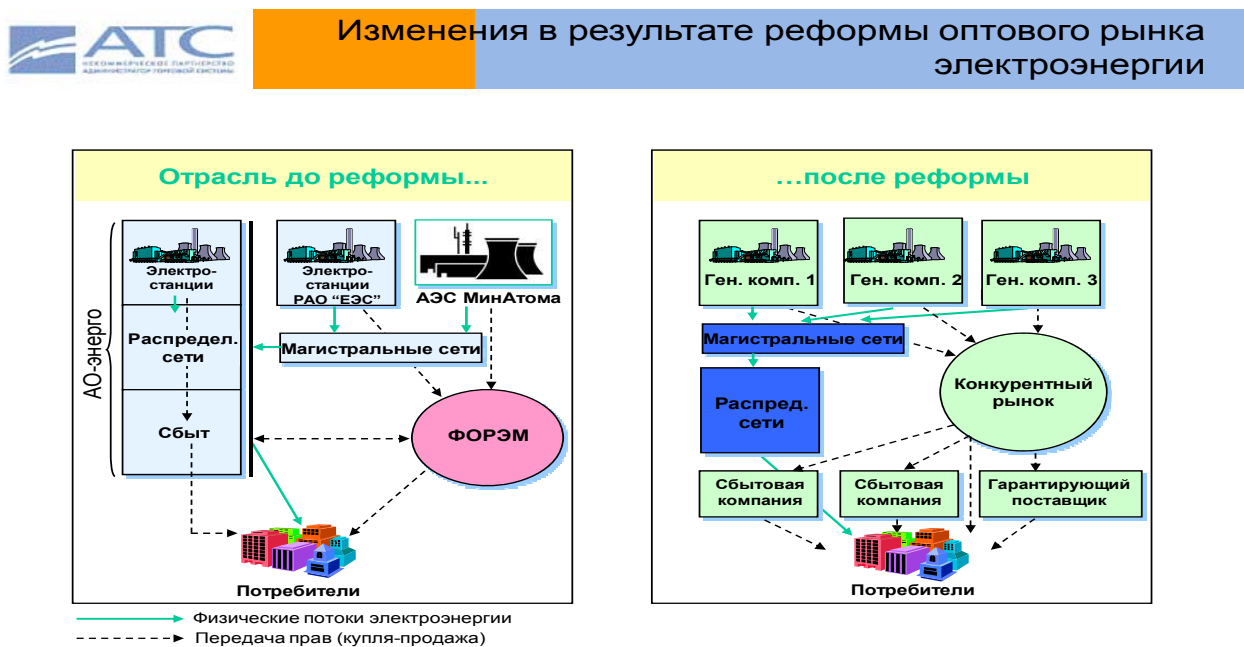 АТС
НЕКОММЕРЧЕСКОЕ ПАРТНЕРСТВО
АДМИНИСТРАТОР ТОРГОВОЙ СИСТЕМЫ
Изменения в результате реформы оптового рынка
электроэнергии
Отрасль до реформы...
АО-энерго
Электро-
станции
Распредел.
сети
Сбыт
Электро-
станции
РАО “ЕЭС”
АЭС МинАтома
Магистральные сети
ФОРЭМ
Потребители
...после реформы
Ген. комп. 1
Ген. комп. 2
Ген. комп. 3
Магистральные сети
Распред.
сети
Конкурентный
рынок
Сбытовая
компания
Сбытовая
компания
Гарантирующий
поставщик
Потребители
Физические потоки электроэнергии
Передача прав (купля-продажа)